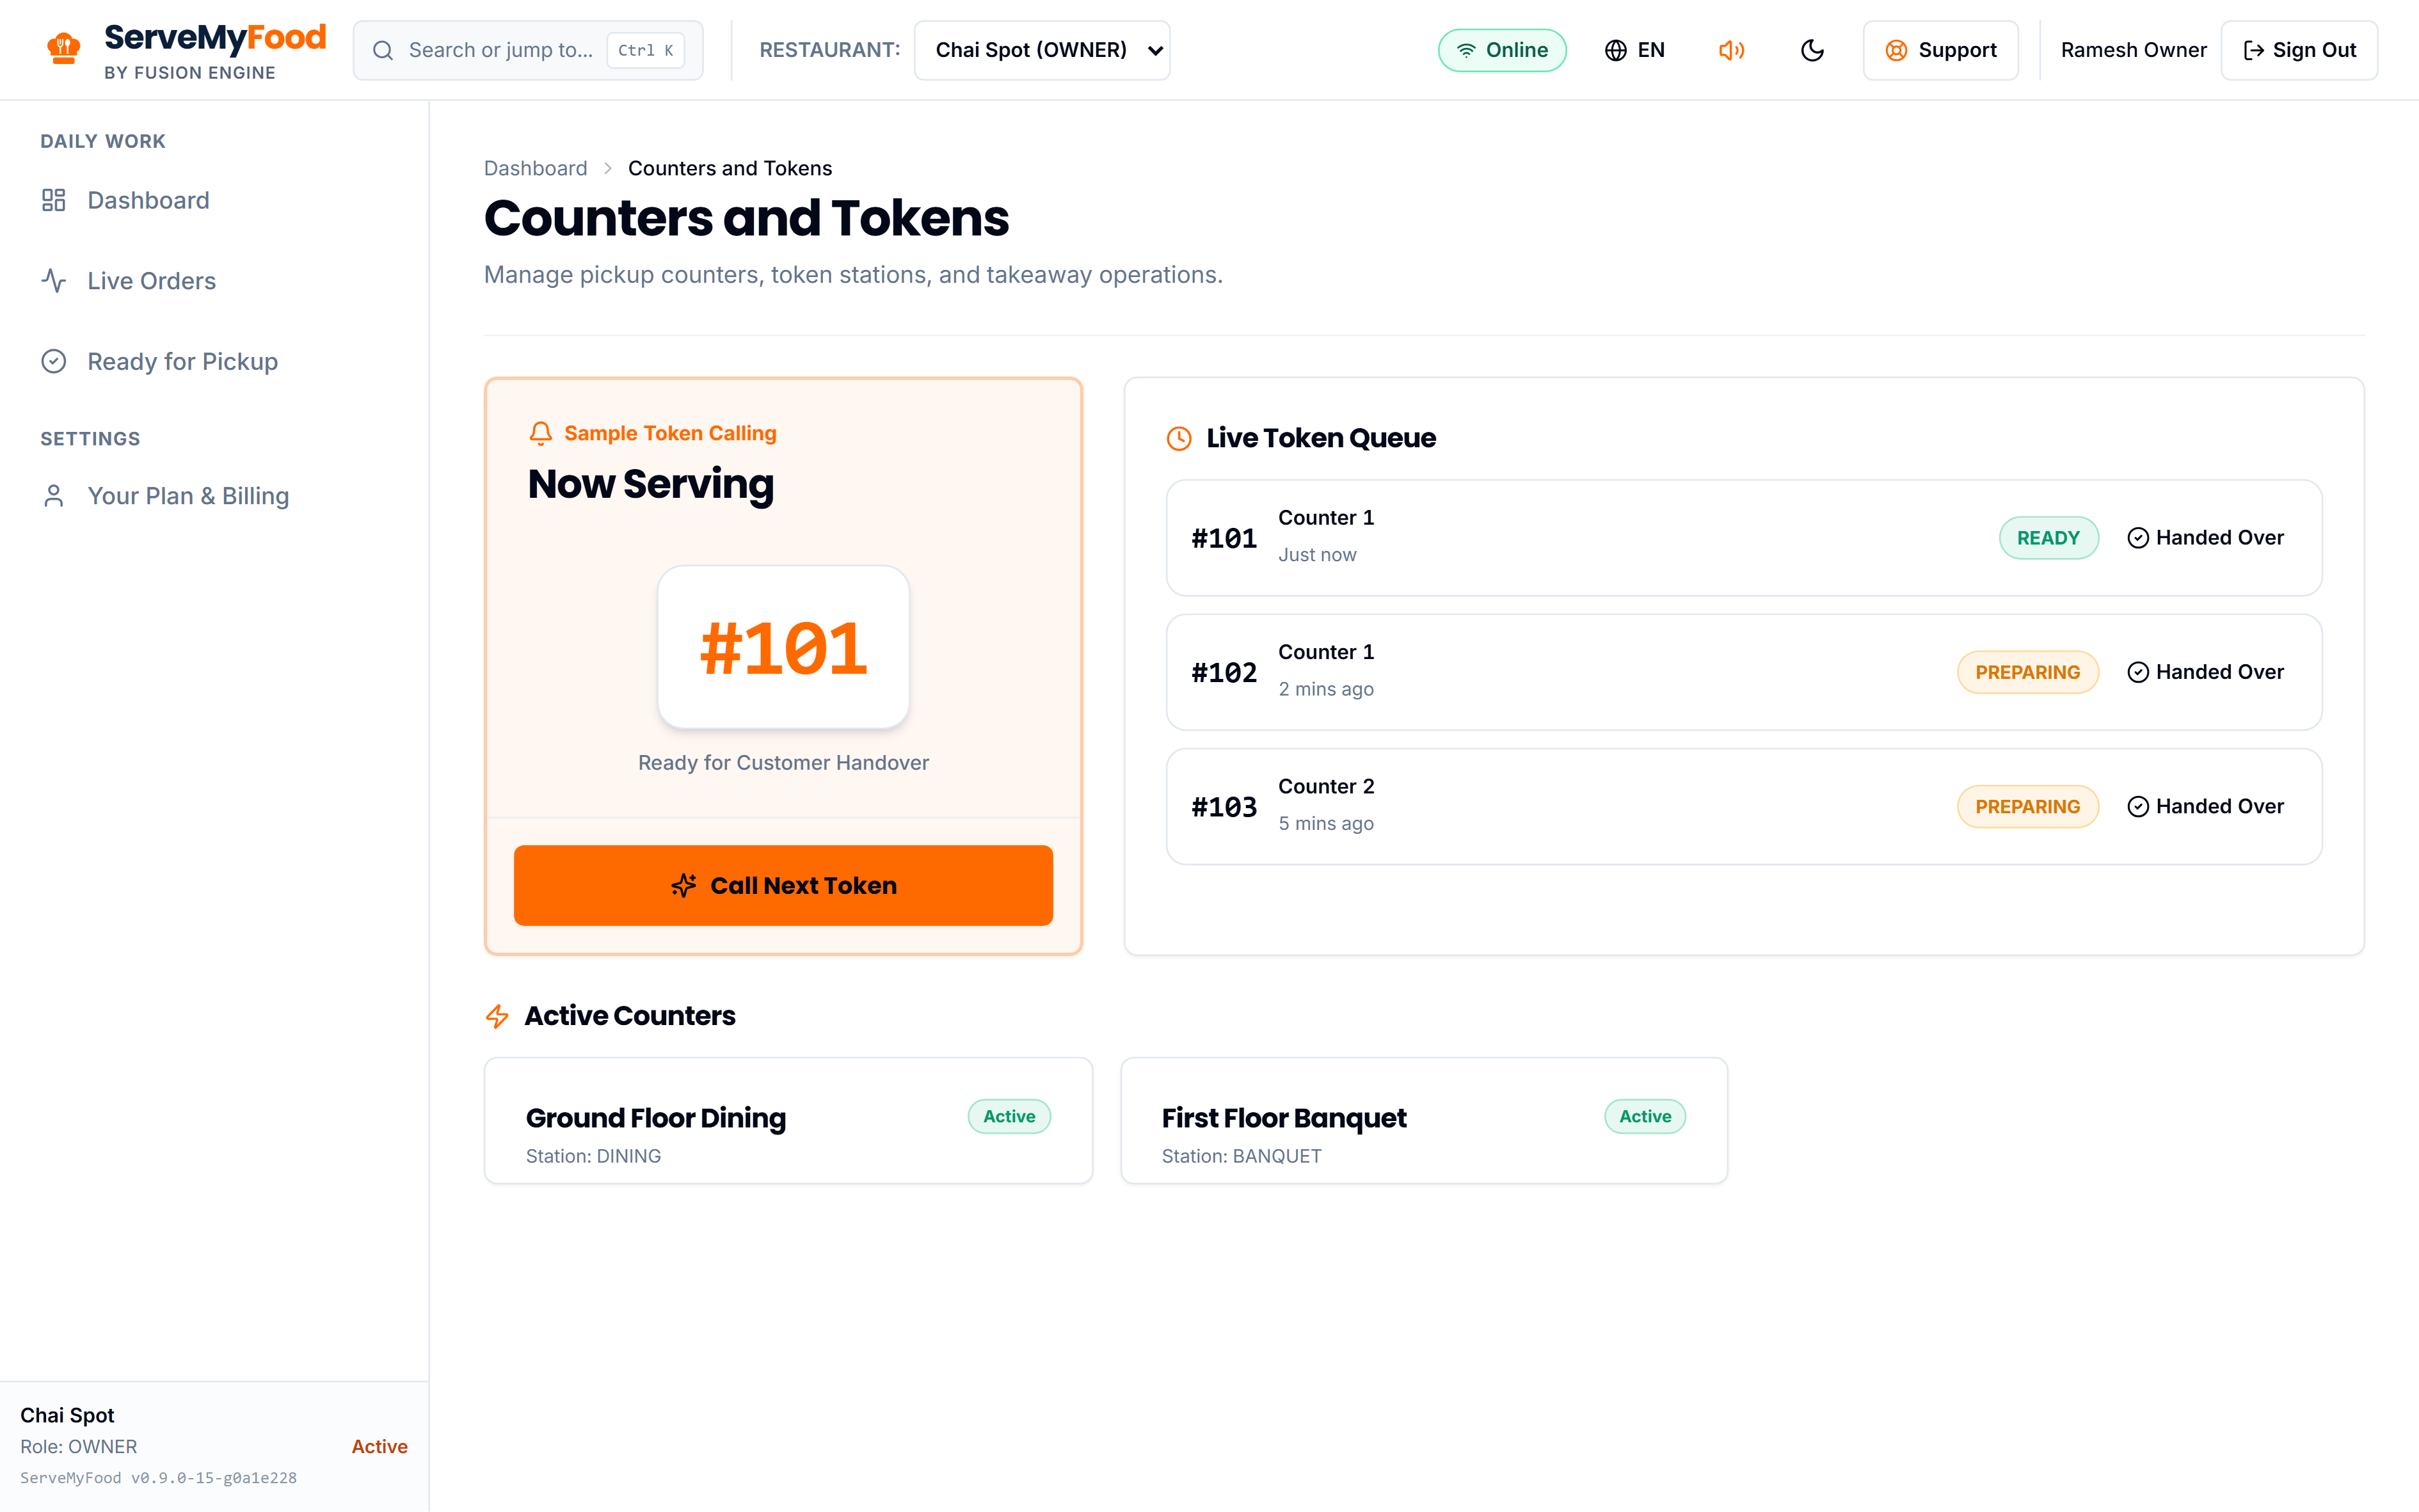 ServeMyFood
BY FUSION ENGINE
Search or jump to... Ctrl K
RESTAURANT: Chai Spot (OWNER)
Online
EN
Support
Ramesh Owner
Sign Out
DAILY WORK
Dashboard
Live Orders
Ready for Pickup
SETTINGS
Your Plan & Billing
Chai Spot
Role: OWNER Active
ServeMyFood v0.9.0-15-g0a1e228
Dashboard > Counters and Tokens
Counters and Tokens
Manage pickup counters, token stations, and takeaway operations.
Sample Token Calling
Now Serving
#101
Ready for Customer Handover
Call Next Token
Live Token Queue
#101 Counter 1 READY Handed Over
Just now
#102 Counter 1 PREPARING Handed Over
2 mins ago
#103 Counter 2 PREPARING Handed Over
5 mins ago
Active Counters
Ground Floor Dining Active
Station: DINING
First Floor Banquet Active
Station: BANQUET